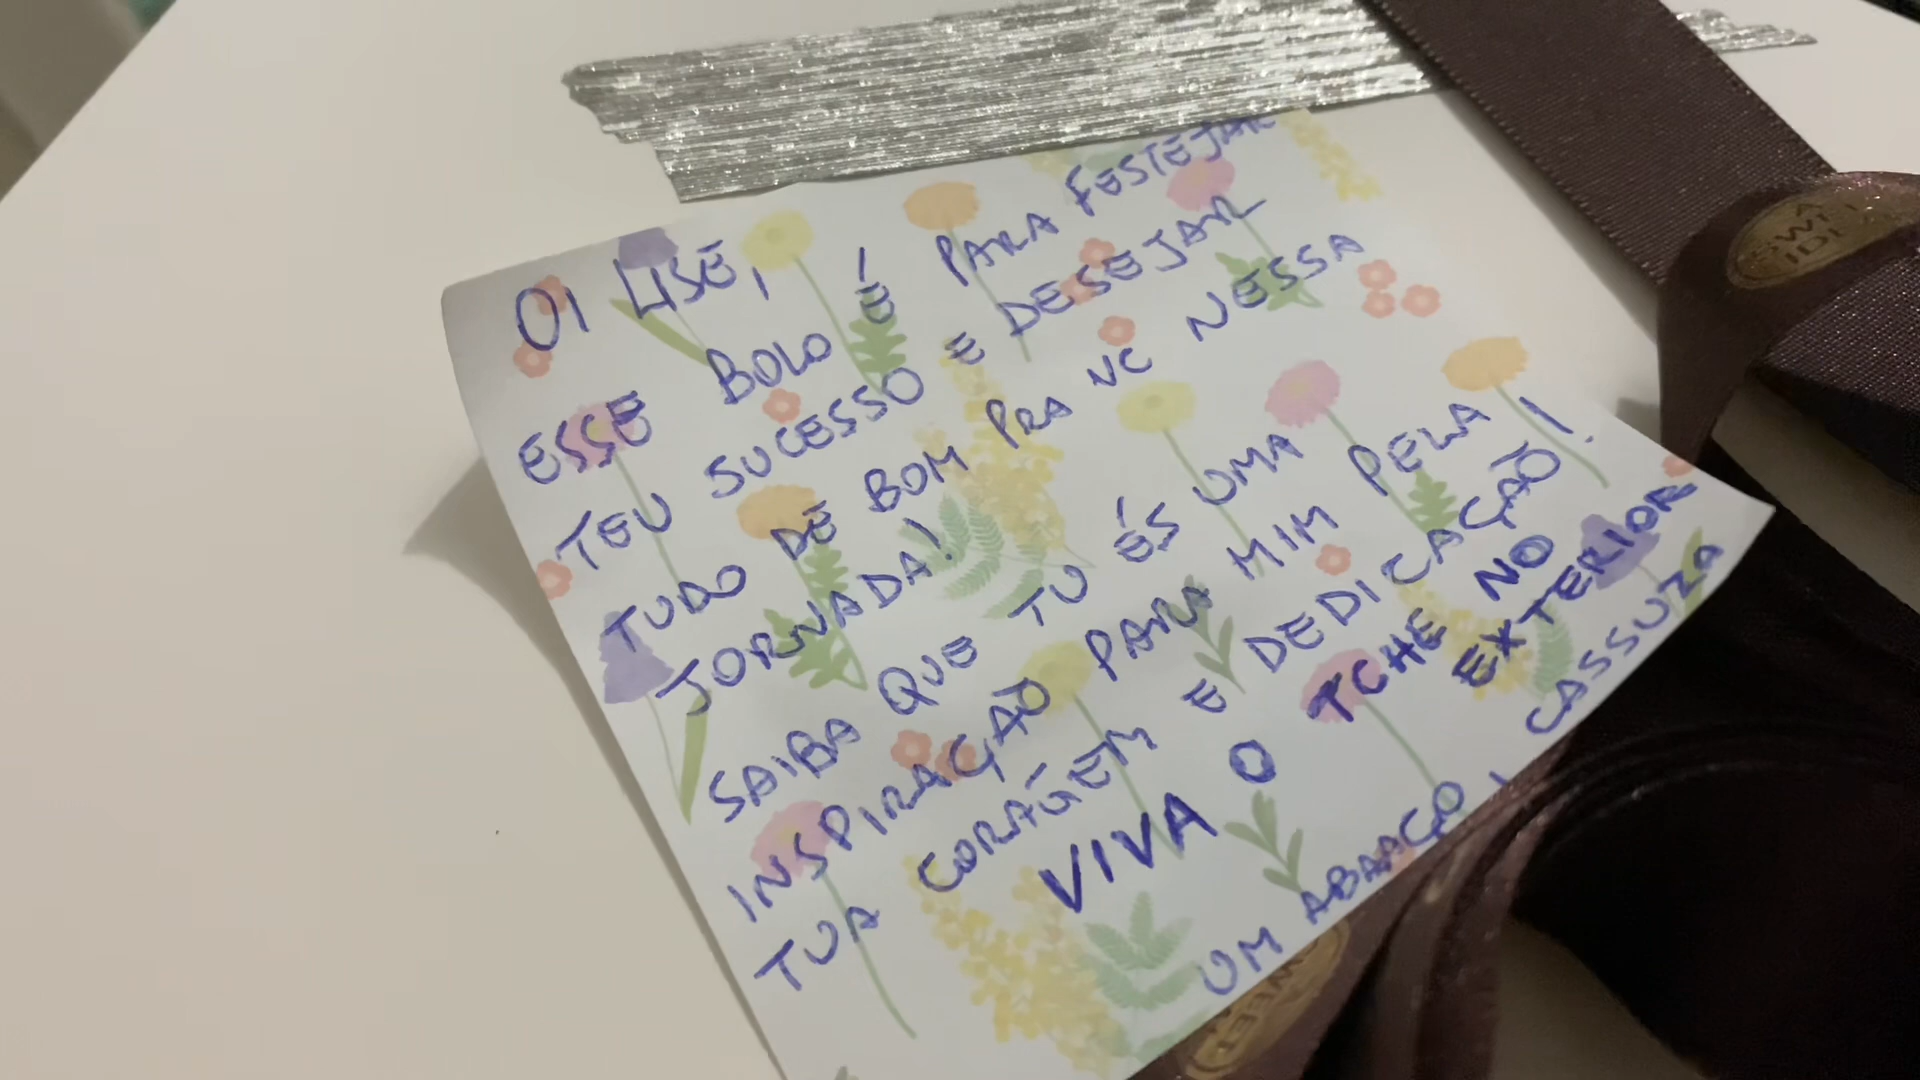 OI LISE,
ESSE BOLO É PARA FESTEJAR
TEU SUCESSO E DESEJAR
TUDO DE BOM PRA VC NESSA
JORNADA!
SAIBA QUE TU ÉS UMA
INSPIRAÇÃO PARA MIM PELA
TUA CORAGEM E DEDICAÇÃO!
VIVA O TCHE NO
EXTERIOR
UM ABRAÇO,
CASSUZA
A
SWEET